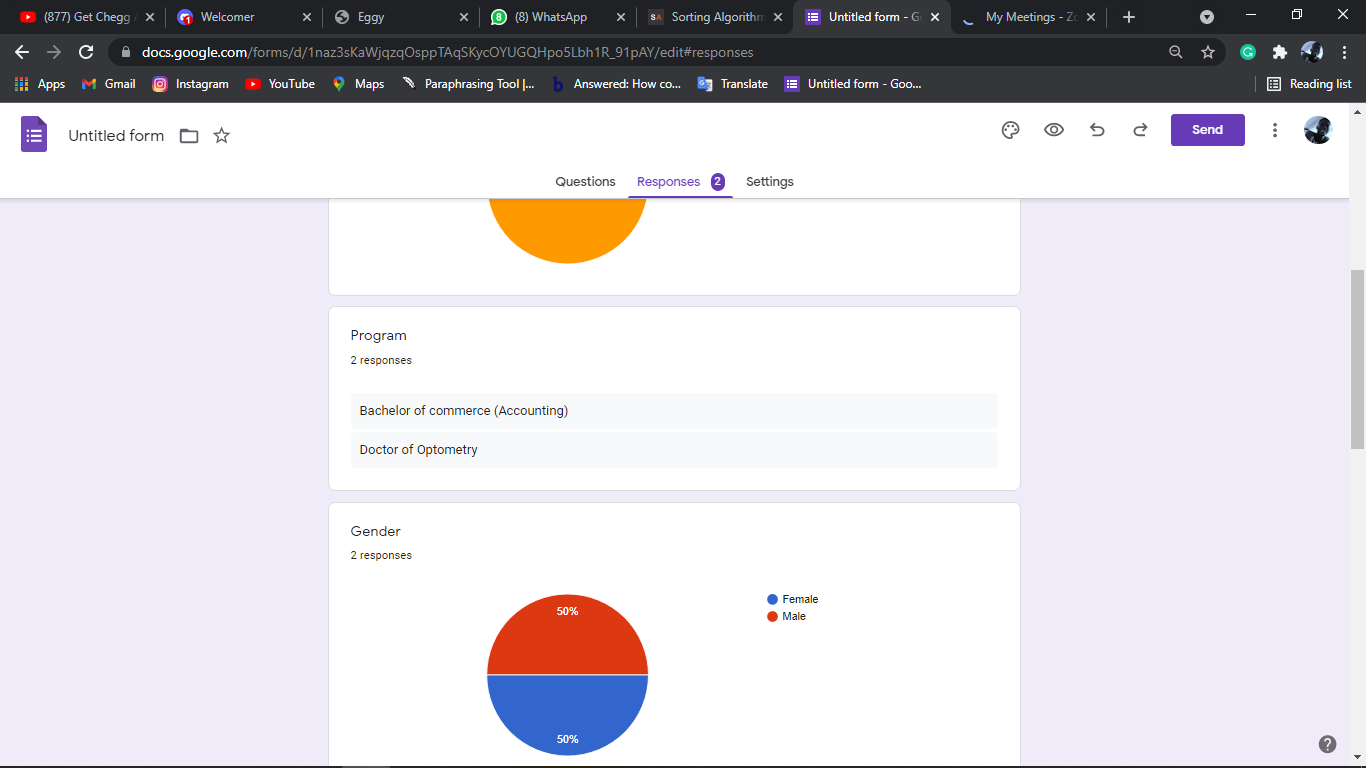 (877) Get Chegg
Welcomer
Eggy
(8) WhatsApp
Sorting Algorithm
Untitled form - G
My Meetings - Zo
docs.google.com/forms/d/1naz3sKaWjqzqOsppTAqSKycOYUGQHpo5Lbh1R_91pAY/edit#responses
Apps
Gmail
Instagram
YouTube
Maps
Paraphrasing Tool |...
Answered: How co...
Translate
Untitled form - Goo...
Reading list
Untitled form
Send
Questions
Responses 2
Settings
Program
2 responses
Bachelor of commerce (Accounting)
Doctor of Optometry
Gender
2 responses
50%
50%
Female
Male